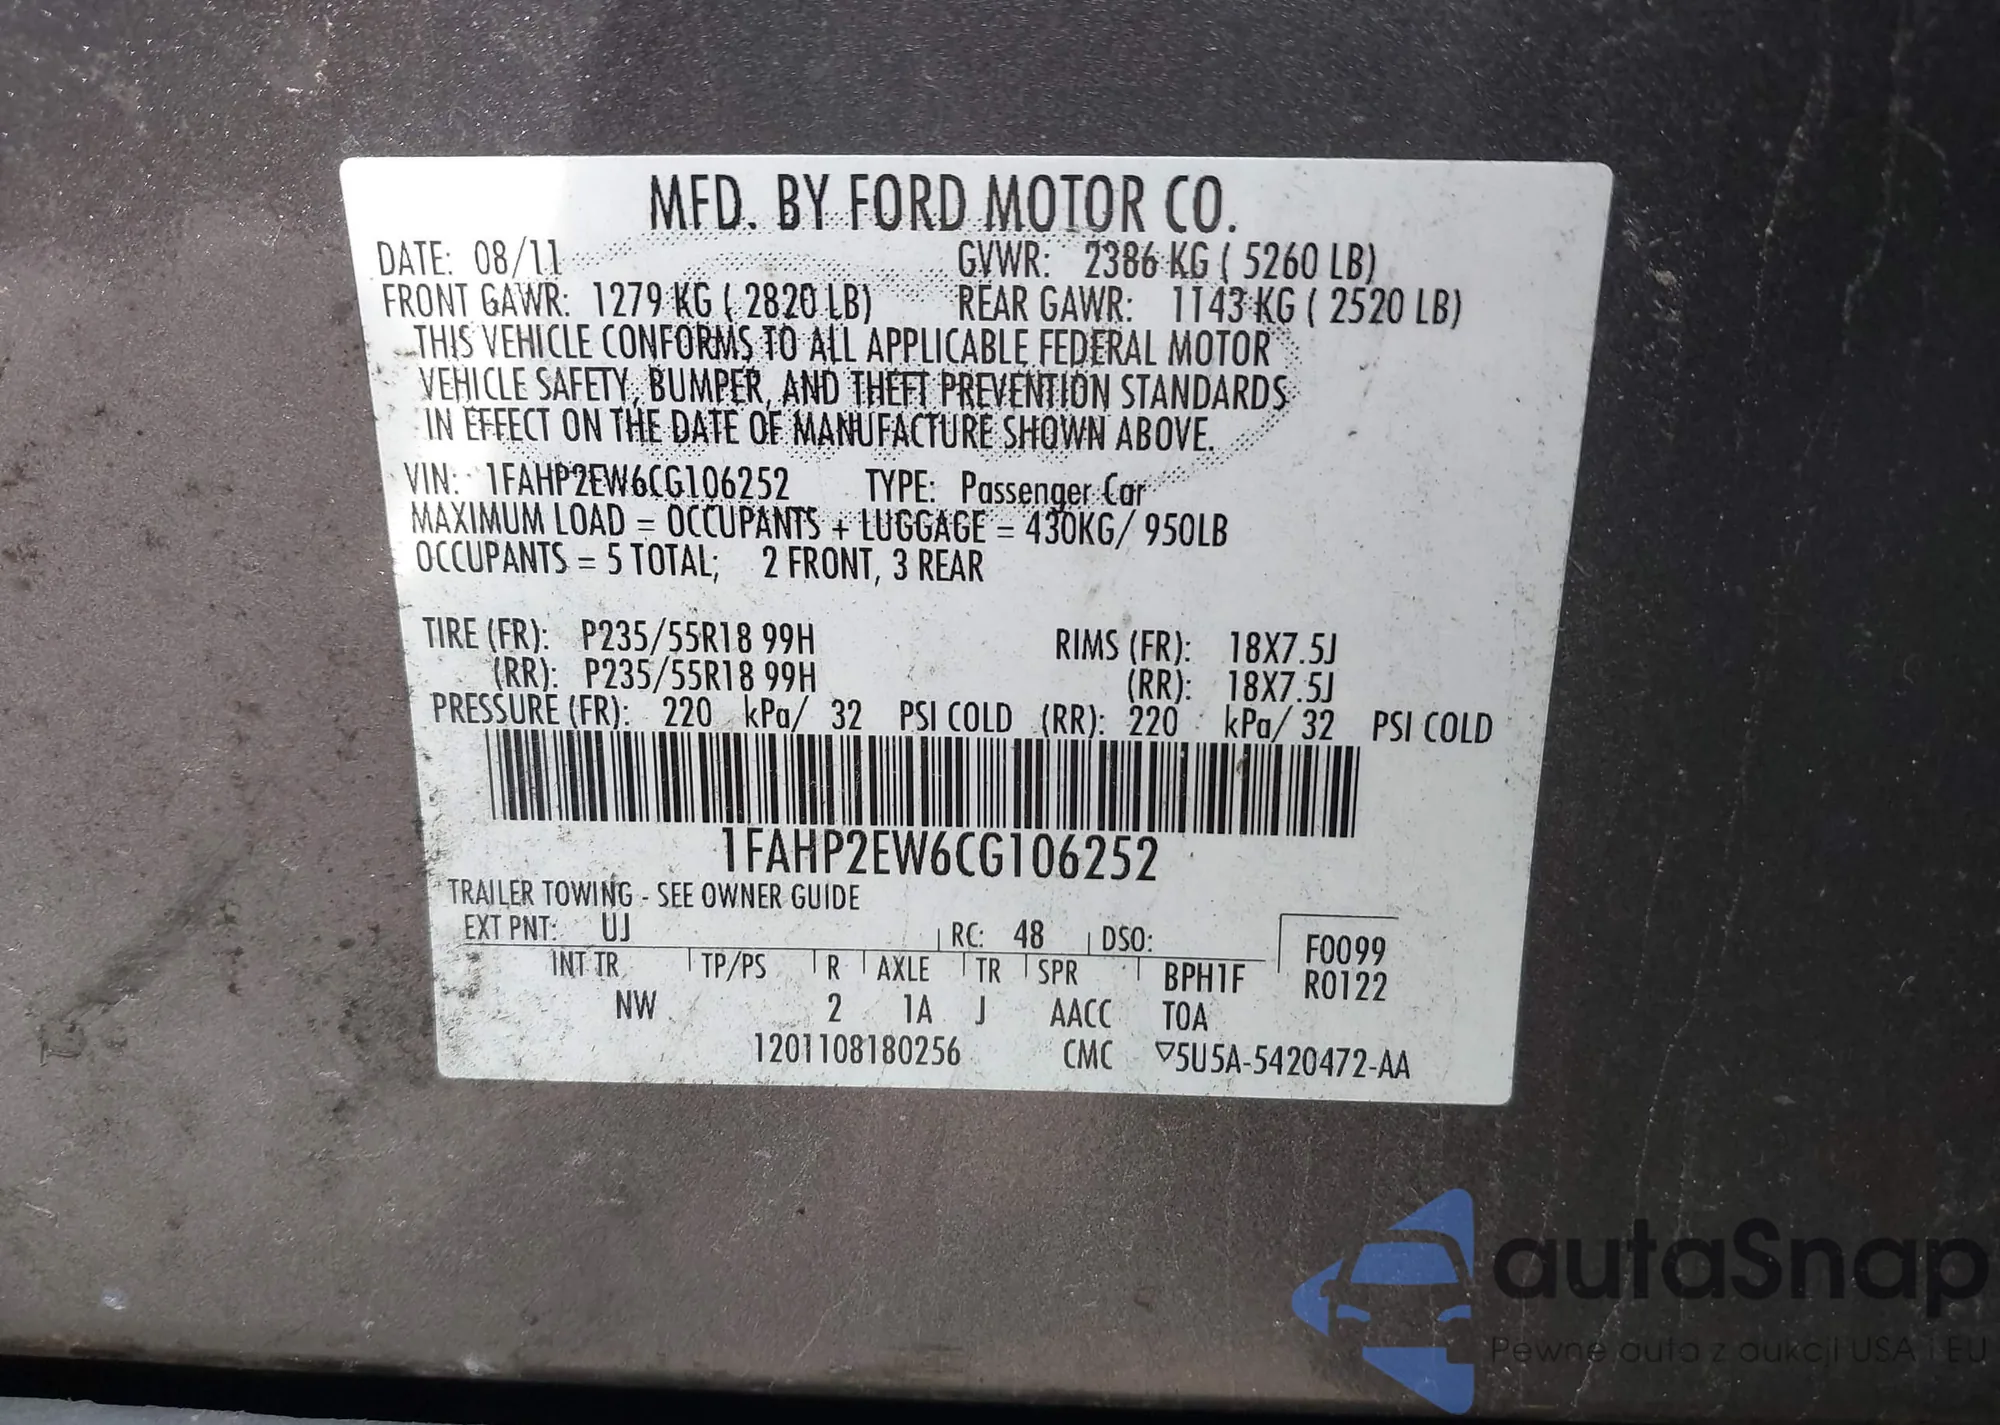 MFD. BY FORD MOTOR CO.
DATE: 08/11 GVWR: 2386 KG ( 5260 LB)
FRONT GAWR: 1279 KG ( 2820 LB) REAR GAWR: 1143 KG ( 2520 LB)
THIS VEHICLE CONFORMS TO ALL APPLICABLE FEDERAL MOTOR
VEHICLE SAFETY, BUMPER, AND THEFT PREVENTION STANDARDS
IN EFFECT ON THE DATE OF MANUFACTURE SHOWN ABOVE.
VIN: 1FAHP2EW6CG106252 TYPE: Passenger Car
MAXIMUM LOAD = OCCUPANTS + LUGGAGE = 430KG/ 950LB
OCCUPANTS = 5 TOTAL; 2 FRONT, 3 REAR
TIRE (FR): P235/55R18 99H RIMS (FR): 18X7.5J
(RR): P235/55R18 99H (RR): 18X7.5J
PRESSURE (FR): 220 kPa/ 32 PSI COLD (RR): 220 kPa/ 32 PSI COLD
1FAHP2EW6CG106252
TRAILER TOWING - SEE OWNER GUIDE
EXT PNT: UJ RC: 48 DSO: F0099
INT TR TP/PS R AXLE TR SPR BPH1F R0122
NW 2 1A J AACC TOA
1201108180256 CMC ▽5U5A-5420472-AA
autaSnap
Pewne auta z aukcji USA i EU